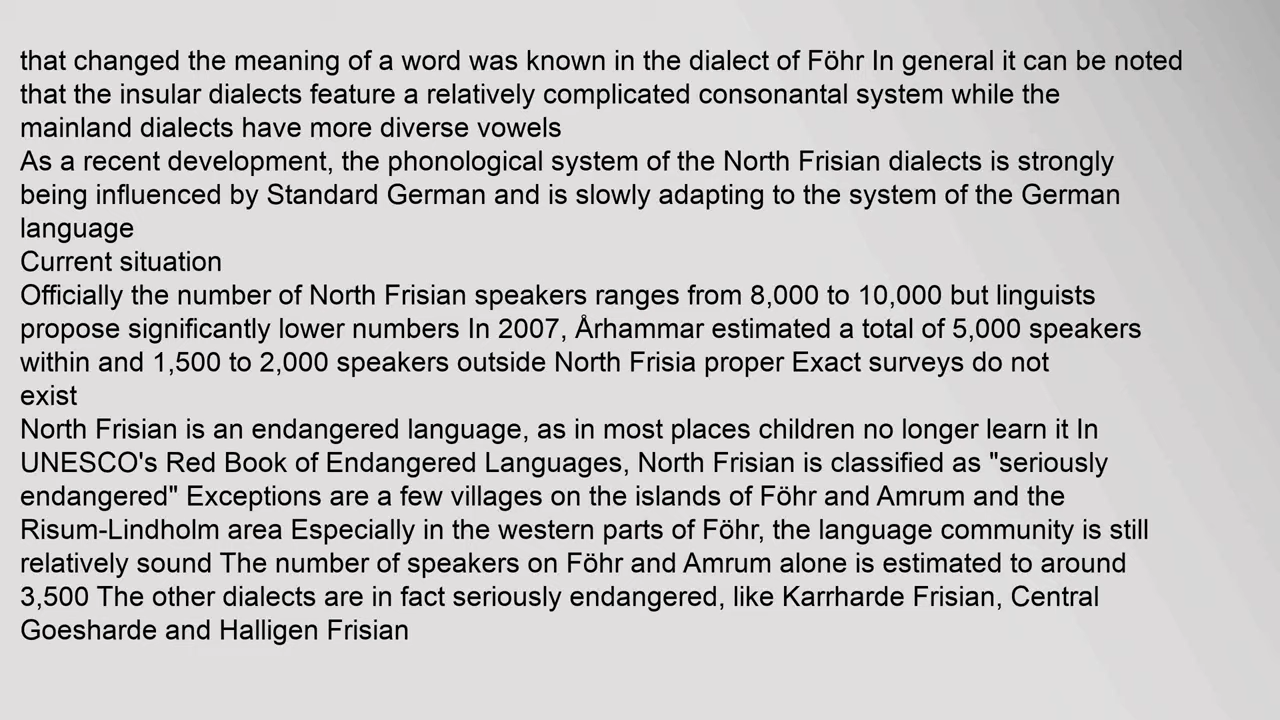 that changed the meaning of a word was known in the dialect of Föhr In general it can be noted
that the insular dialects feature a relatively complicated consonantal system while the
mainland dialects have more diverse vowels
As a recent development, the phonological system of the North Frisian dialects is strongly
being influenced by Standard German and is slowly adapting to the system of the German
language
Current situation
Officially the number of North Frisian speakers ranges from 8,000 to 10,000 but linguists
propose significantly lower numbers In 2007, Århammar estimated a total of 5,000 speakers
within and 1,500 to 2,000 speakers outside North Frisia proper Exact surveys do not
exist
North Frisian is an endangered language, as in most places children no longer learn it In
UNESCO's Red Book of Endangered Languages, North Frisian is classified as "seriously
endangered" Exceptions are a few villages on the islands of Föhr and Amrum and the
Risum-Lindholm area Especially in the western parts of Föhr, the language community is still
relatively sound The number of speakers on Föhr and Amrum alone is estimated to around
3,500 The other dialects are in fact seriously endangered, like Karrharde Frisian, Central
Goesharde and Halligen Frisian